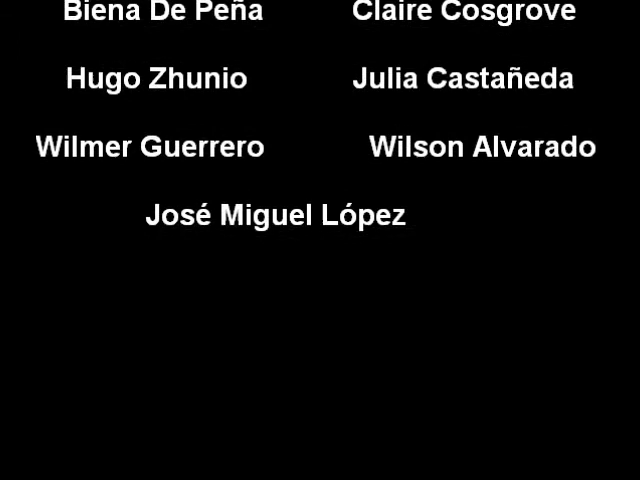 Biena De Peña Claire Cosgrove
Hugo Zhunio Julia Castañeda
Wilmer Guerrero Wilson Alvarado
José Miguel López